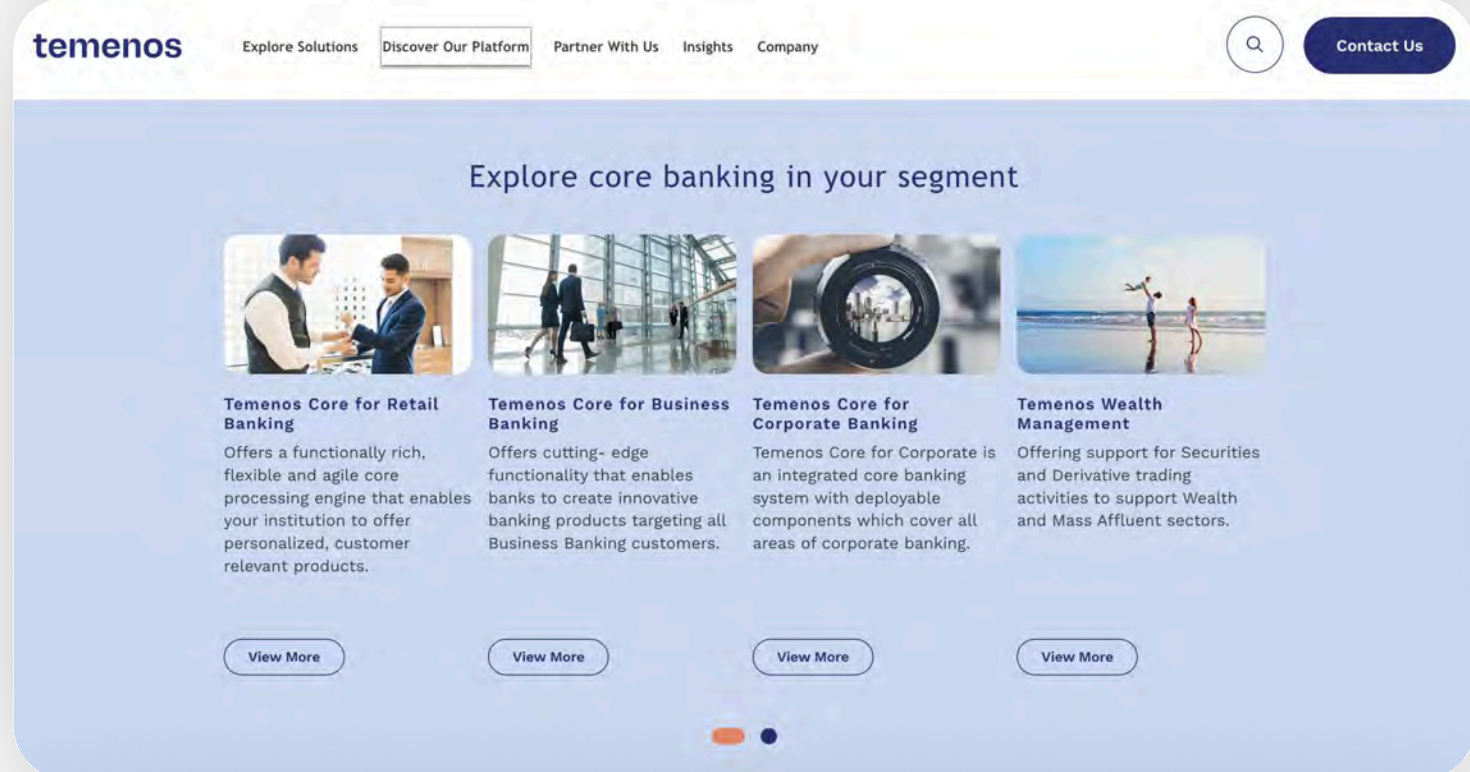 temenos
Explore Solutions
Discover Our Platform
Partner With Us
Insights
Company
Contact Us
Explore core banking in your segment
Temenos Core for Retail
Banking
Offers a functionally rich,
flexible and agile core
processing engine that enables
your institution to offer
personalized, customer
relevant products.
View More
Temenos Core for Business
Banking
Offers cutting- edge
functionality that enables
banks to create innovative
banking products targeting all
Business Banking customers.
View More
Temenos Core for
Corporate Banking
Temenos Core for Corporate is
an integrated core banking
system with deployable
components which cover all
areas of corporate banking.
View More
Temenos Wealth
Management
Offering support for Securities
and Derivative trading
activities to support Wealth
and Mass Affluent sectors.
View More